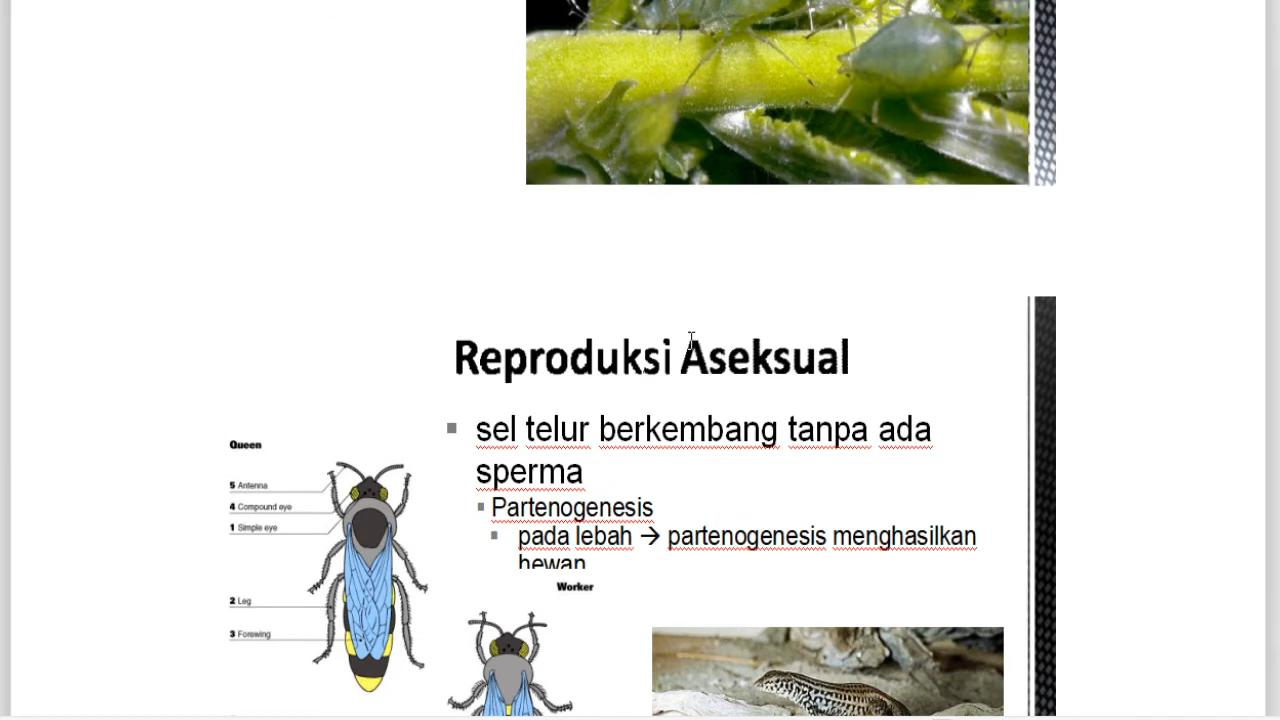 Reproduksi Aseksual
sel telur berkembang tanpa ada
sperma
Partenogenesis
pada lebah → partenogenesis menghasilkan
hewan
Queen
5 Antenna
4 Compound eye
1 Simple eye
2 Leg
3 Forewing
Worker